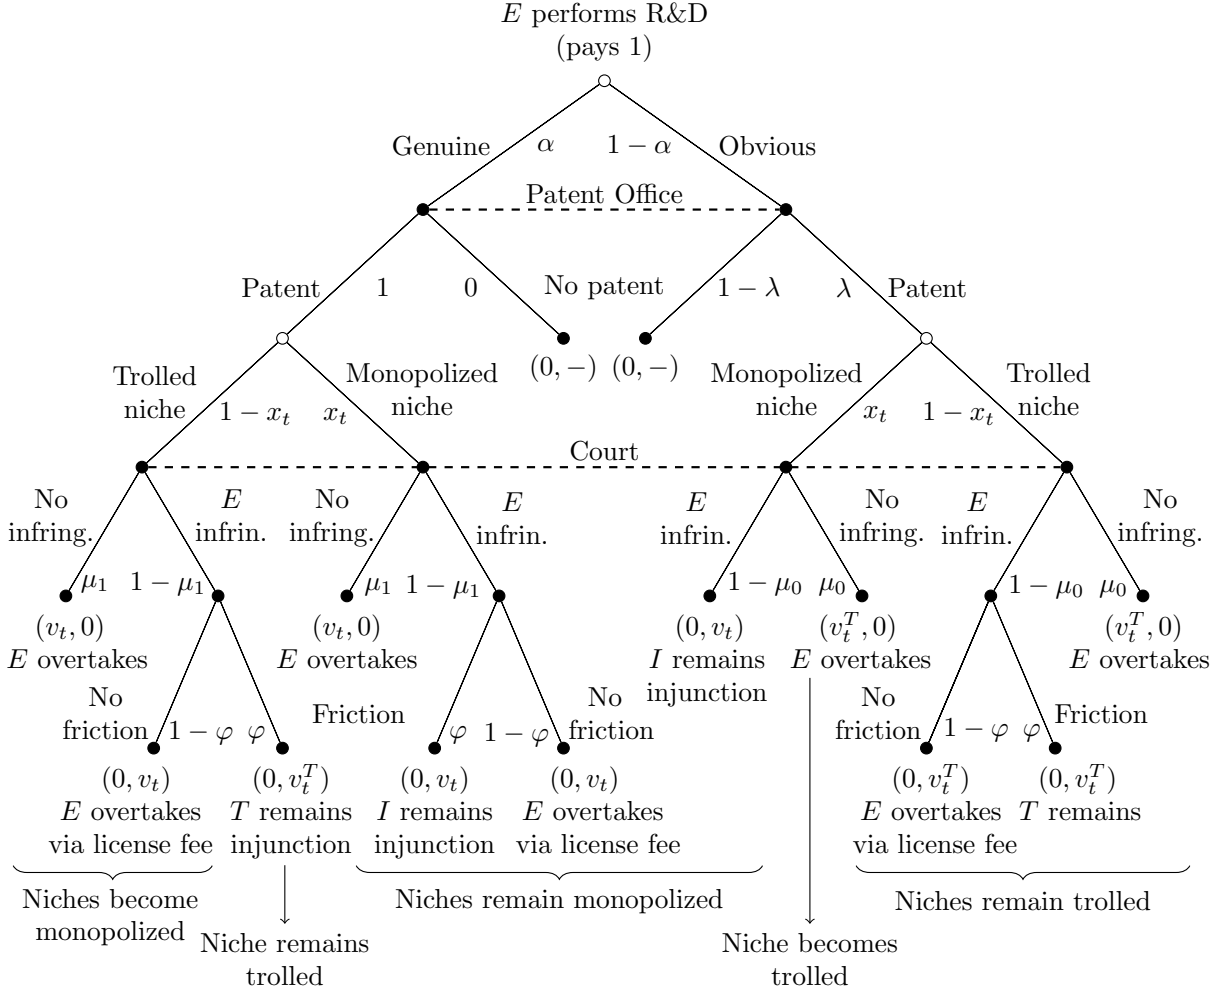 E performs R&D
(pays 1)
Genuine α 1 − α Obvious
Patent Office
Patent 1 0 No patent 1 − λ λ Patent
(0, −) (0, −)
Trolled niche 1 − x_t x_t Monopolized niche Monopolized niche x_t 1 − x_t Trolled niche
Court
No infring. E infrin. No infring. E infrin. E infrin. No infring. E infrin. No infring.
μ_1 1 − μ_1 μ_1 1 − μ_1 1 − μ_0 μ_0 1 − μ_0 μ_0
(v_t, 0) (v_t, 0) (0, v_t) (v_t^T, 0) (v_t^T, 0)
E overtakes E overtakes I remains E overtakes E overtakes
injunction
No friction 1 − φ φ Friction φ 1 − φ No friction No friction 1 − φ φ Friction
(0, v_t) (0, v_t^T) (0, v_t) (0, v_t) (0, v_t^T) (0, v_t^T)
E overtakes T remains I remains E overtakes E overtakes T remains
via license fee injunction injunction via license fee via license fee
Niches become
monopolized
Niches remain monopolized
Niches remain trolled
Niche remains
trolled
Niche becomes
trolled